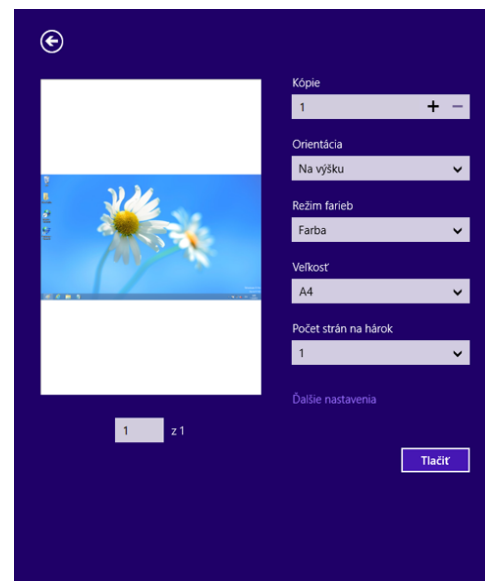 Kópie
1
Orientácia
Na výšku
Režim farieb
Farba
Veľkosť
A4
Počet strán na hárok
1
Ďalšie nastavenia
1 z 1
Tlačiť